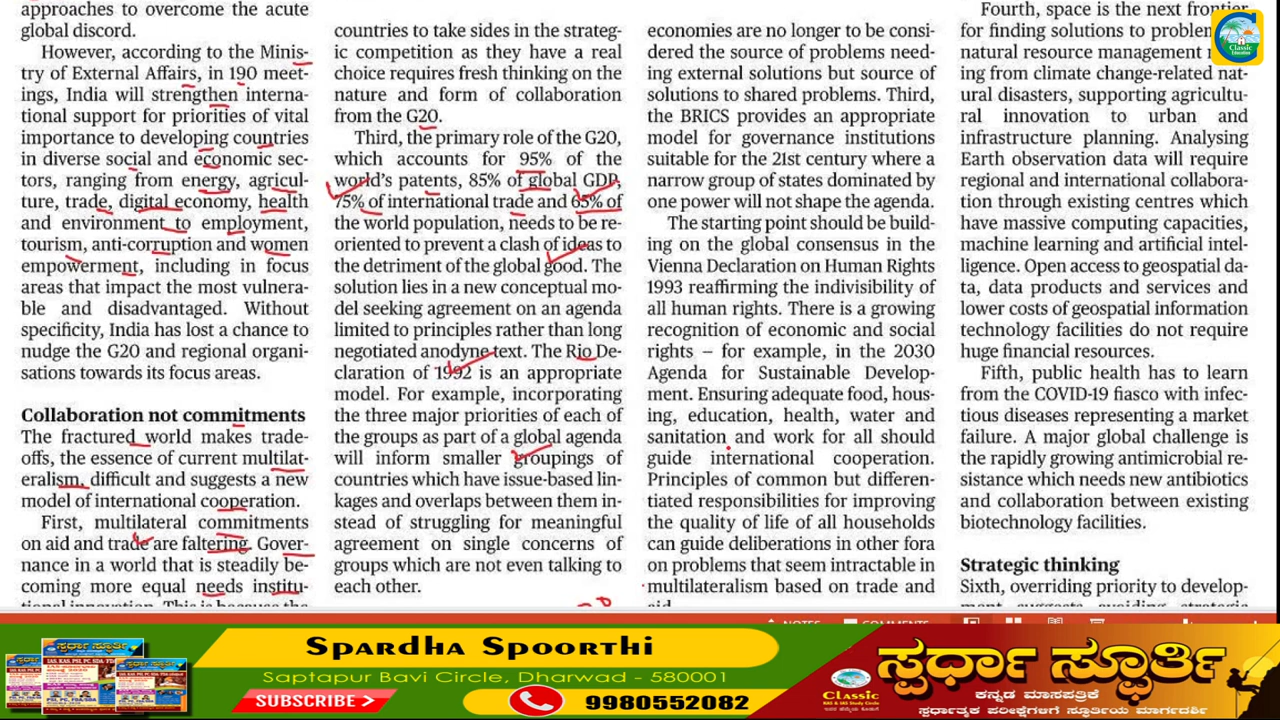 approaches to overcome the acute
global discord.
However, according to the Minis-
try of External Affairs, in 190 meet-
ings, India will strengthen interna-
tional support for priorities of vital
importance to developing countries
in diverse social and economic sec-
tors, ranging from energy, agricul-
ture, trade, digital economy, health
and environment to employment,
tourism, anti-corruption and women
empowerment, including in focus
areas that impact the most vulnera-
ble and disadvantaged. Without
specificity, India has lost a chance to
nudge the G20 and regional organi-
sations towards its focus areas.
Collaboration not commitments
The fractured world makes trade-
offs, the essence of current multilat-
eralism, difficult and suggests a new
model of international cooperation.
First, multilateral commitments
on aid and trade are faltering. Gover-
nance in a world that is steadily be-
coming more equal needs institu-
tional innovation. This is because the
countries to take sides in the strateg-
ic competition as they have a real
choice requires fresh thinking on the
nature and form of collaboration
from the G20.
Third, the primary role of the G20,
which accounts for 95% of the
world's patents, 85% of global GDP,
75% of international trade and 65% of
the world population, needs to be re-
oriented to prevent a clash of ideas to
the detriment of the global good. The
solution lies in a new conceptual mo-
del seeking agreement on an agenda
limited to principles rather than long
negotiated anodyne text. The Rio De-
claration of 1992 is an appropriate
model. For example, incorporating
the three major priorities of each of
the groups as part of a global agenda
will inform smaller groupings of
countries which have issue-based lin-
kages and overlaps between them in-
stead of struggling for meaningful
agreement on single concerns of
groups which are not even talking to
each other.
economies are no longer to be consi-
dered the source of problems need-
ing external solutions but source of
solutions to shared problems. Third,
the BRICS provides an appropriate
model for governance institutions
suitable for the 21st century where a
narrow group of states dominated by
one power will not shape the agenda.
The starting point should be build-
ing on the global consensus in the
Vienna Declaration on Human Rights
1993 reaffirming the indivisibility of
all human rights. There is a growing
recognition of economic and social
rights – for example, in the 2030
Agenda for Sustainable Develop-
ment. Ensuring adequate food, hous-
ing, education, health, water and
sanitation and work for all should
guide international cooperation.
Principles of common but differen-
tiated responsibilities for improving
the quality of life of all households
can guide deliberations in other fora
on problems that seem intractable in
multilateralism based on trade and
aid.
Fourth, space is the next frontier
for finding solutions to problem
ural resource management
ing from climate change-related nat-
ural disasters, supporting agricultu-
ral innovation to urban and
infrastructure planning. Analysing
Earth observation data will require
regional and international collabora-
tion through existing centres which
have massive computing capacities,
machine learning and artificial intel-
ligence. Open access to geospatial da-
ta, data products and services and
lower costs of geospatial information
technology facilities do not require
huge financial resources.
Fifth, public health has to learn
from the COVID-19 fiasco with infec-
tious diseases representing a market
failure. A major global challenge is
the rapidly growing antimicrobial re-
sistance which needs new antibiotics
and collaboration between existing
biotechnology facilities.
Strategic thinking
Sixth, overriding priority to develop-
ment suggests avoiding strategic
Classic
Education
NOTES
COMMENTS
Spardha Spoorthi
Saptapur Bavi Circle, Dharwad - 580001
SUBSCRIBE
9980552082
Classic
KAS & IAS Study Circle
ಸ್ಪರ್ಧಾ ಸ್ಫೂರ್ತಿ
ಕನ್ನಡ ಮಾಸಪತ್ರಿಕೆ
ಸ್ಪರ್ಧಾತ್ಮಕ ಪರೀಕ್ಷೆಗಳಿಗೆ ಸ್ಫೂರ್ತಿಯ ಮಾರ್ಗದರ್ಶಿ